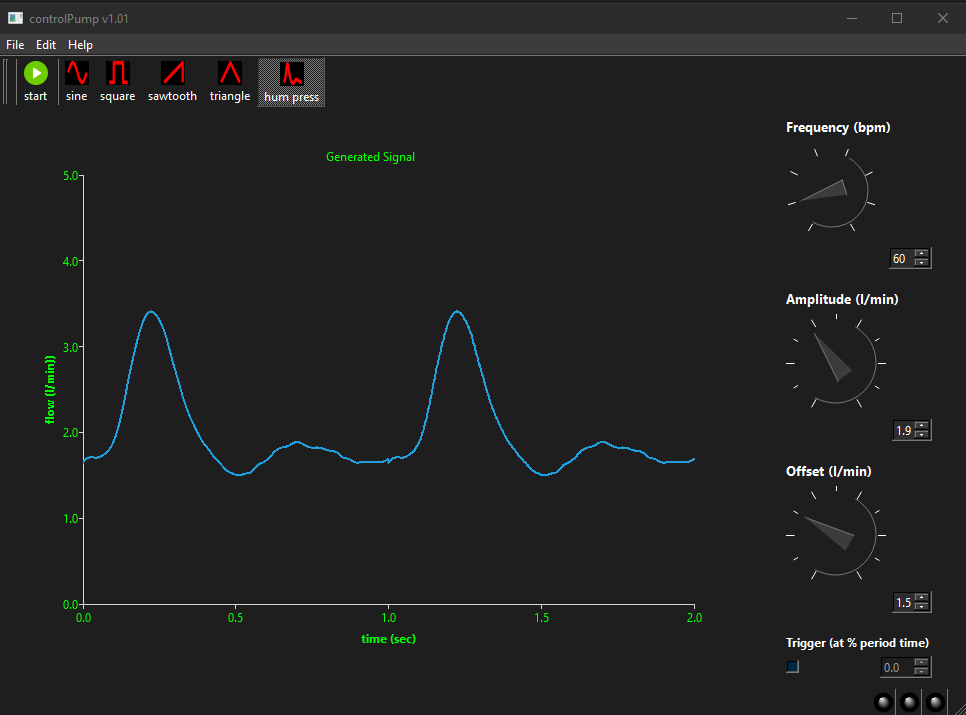 controlPump v1.01
File Edit Help
start sine square sawtooth triangle hum press
Generated Signal
5.0
4.0
3.0
2.0
1.0
0.0
flow (l/min))
0.0 0.5 1.0 1.5 2.0
time (sec)
Frequency (bpm)
60
Amplitude (l/min)
1.9
Offset (l/min)
1.5
Trigger (at % period time)
0.0